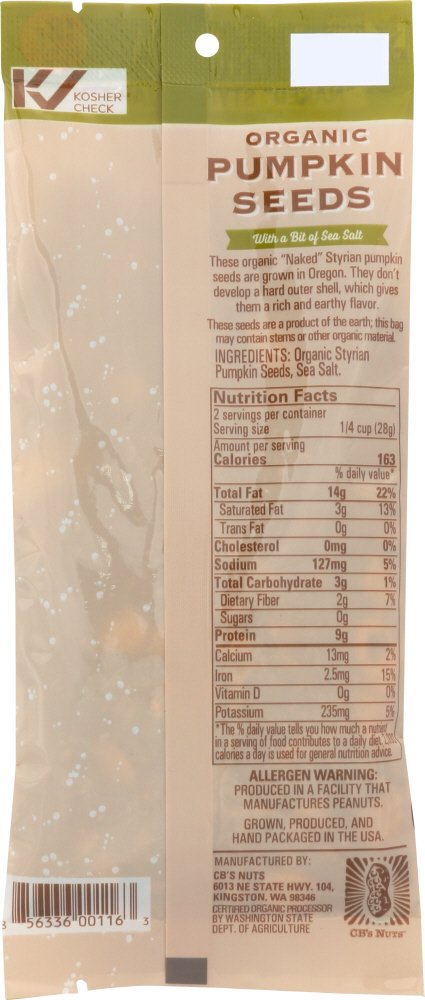 KV KOSHER
CHECK
ORGANIC
PUMPKIN
SEEDS
With a Bit of Sea Salt
These organic "Naked" Styrian pumpkin
seeds are grown in Oregon. They don't
develop a hard outer shell, which gives
them a rich and earthy flavor.
These seeds are a product of the earth; this bag
may contain stems or other organic material.
INGREDIENTS: Organic Styrian
Pumpkin Seeds, Sea Salt.
Nutrition Facts
2 servings per container
Serving size 1/4 cup (28g)
Amount per serving
Calories 163
% daily value*
Total Fat 14g 22%
Saturated Fat 3g 13%
Trans Fat 0g 0%
Cholesterol 0mg 0%
Sodium 127mg 5%
Total Carbohydrate 3g 1%
Dietary Fiber 2g 7%
Sugars 0g
Protein 9g
Calcium 13mg 2%
Iron 2.5mg 15%
Vitamin D 0g 0%
Potassium 235mg 5%
*The % daily value tells you how much a nutrient
in a serving of food contributes to a daily diet.
calories a day is used for general nutrition advice.
ALLERGEN WARNING:
PRODUCED IN A FACILITY THAT
MANUFACTURES PEANUTS.
GROWN, PRODUCED, AND
HAND PACKAGED IN THE USA.
MANUFACTURED BY:
CB'S NUTS
6013 NE STATE HWY. 104,
KINGSTON, WA 98346
CERTIFIED ORGANIC PROCESSOR
BY WASHINGTON STATE
DEPT. OF AGRICULTURE
CB's Nuts
8 56336 00116 3